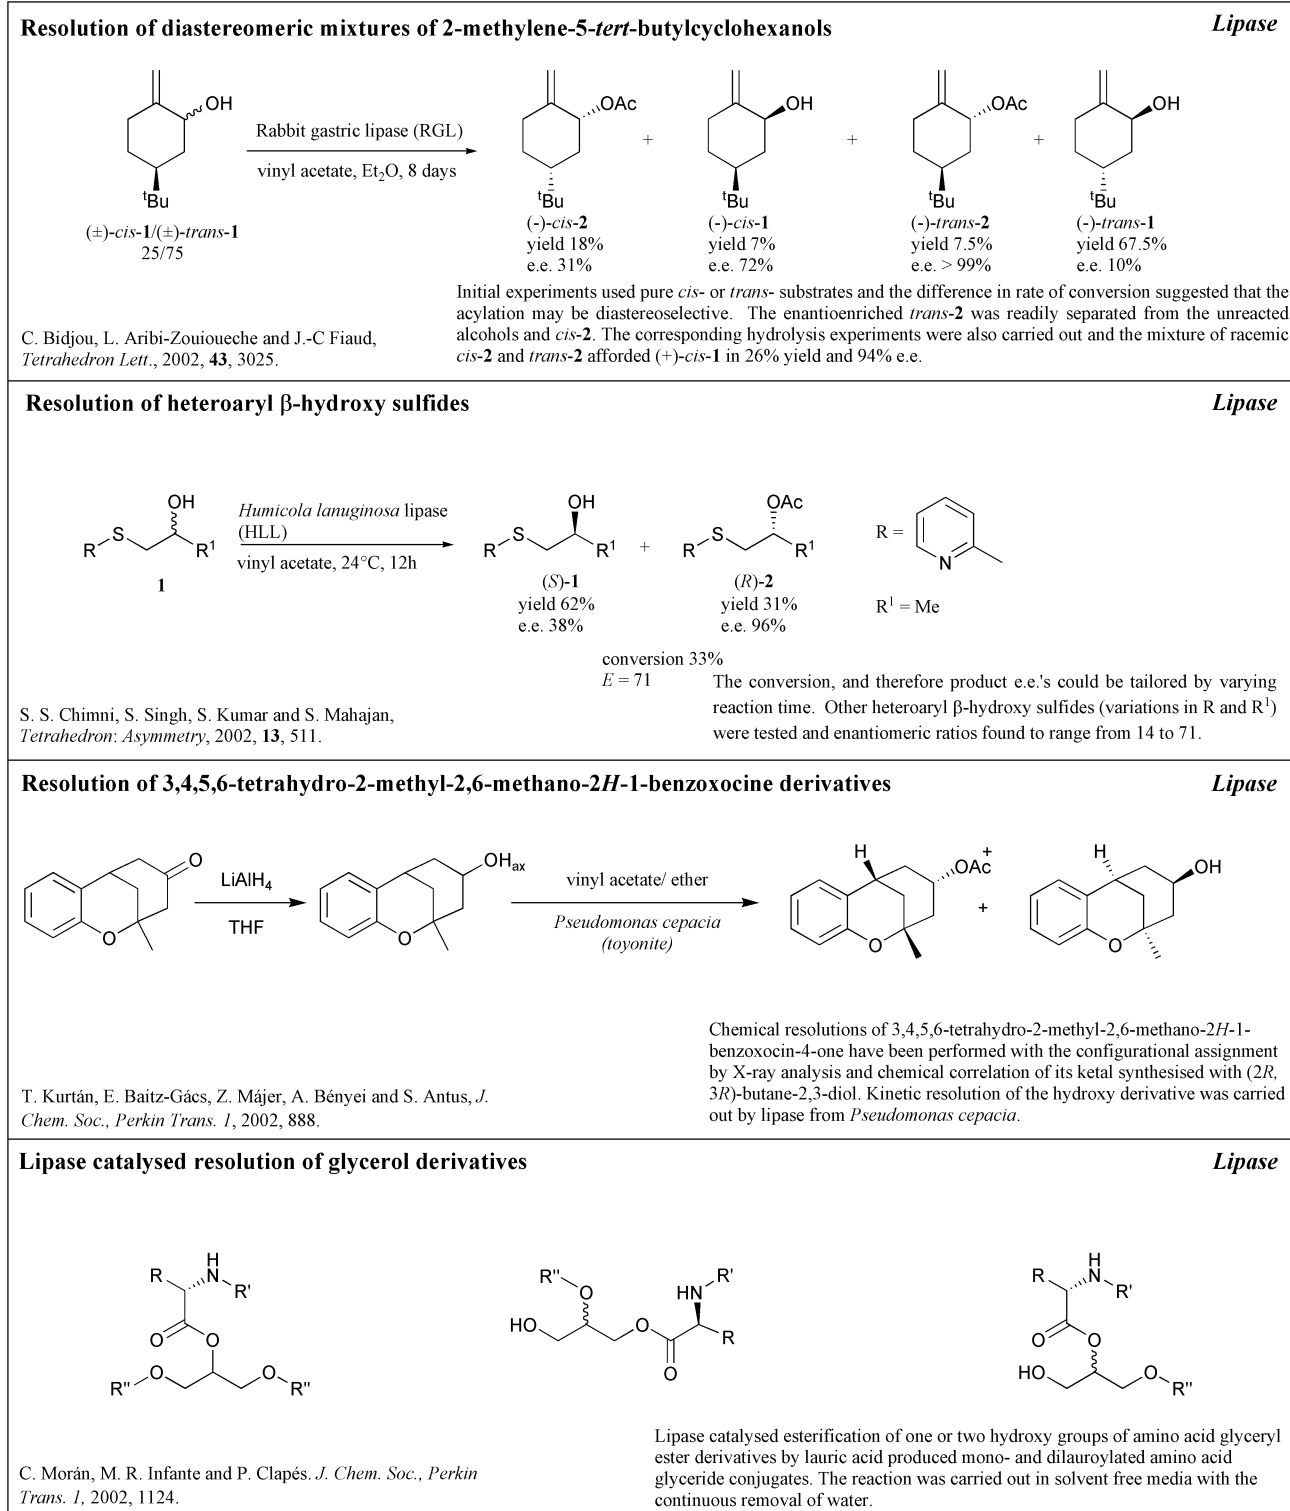 Resolution of diastereomeric mixtures of 2-methylene-5-tert-butylcyclohexanols
Lipase
OH
tBu
(±)-cis-1/(±)-trans-1
25/75
Rabbit gastric lipase (RGL)
vinyl acetate, Et2O, 8 days
OAc
tBu
(-)-cis-2
yield 18%
e.e. 31%
+
OH
tBu
(-)-cis-1
yield 7%
e.e. 72%
+
OAc
tBu
(-)-trans-2
yield 7.5%
e.e. > 99%
+
OH
tBu
(-)-trans-1
yield 67.5%
e.e. 10%
Initial experiments used pure cis- or trans- substrates and the difference in rate of conversion suggested that the
acylation may be diastereoselective. The enantioenriched trans-2 was readily separated from the unreacted
alcohols and cis-2. The corresponding hydrolysis experiments were also carried out and the mixture of racemic
cis-2 and trans-2 afforded (+)-cis-1 in 26% yield and 94% e.e.
C. Bidjou, L. Aribi-Zouioueche and J.-C Fiaud,
Tetrahedron Lett., 2002, 43, 3025.
Resolution of heteroaryl β-hydroxy sulfides
Lipase
OH
R
S
R1
1
Humicola lanuginosa lipase
(HLL)
vinyl acetate, 24°C, 12h
OH
R
S
R1
(S)-1
yield 62%
e.e. 38%
+
OAc
R
S
R1
(R)-2
yield 31%
e.e. 96%
R =
N
R1 = Me
conversion 33%
E = 71
The conversion, and therefore product e.e.'s could be tailored by varying
reaction time. Other heteroaryl β-hydroxy sulfides (variations in R and R1)
were tested and enantiomeric ratios found to range from 14 to 71.
S. S. Chimni, S. Singh, S. Kumar and S. Mahajan,
Tetrahedron: Asymmetry, 2002, 13, 511.
Resolution of 3,4,5,6-tetrahydro-2-methyl-2,6-methano-2H-1-benzoxocine derivatives
Lipase
O
O
LiAlH4
THF
OHax
O
vinyl acetate/ ether
Pseudomonas cepacia
(toyonite)
H
OAc
+
O
+
H
OH
O
Chemical resolutions of 3,4,5,6-tetrahydro-2-methyl-2,6-methano-2H-1-
benzoxocin-4-one have been performed with the configurational assignment
by X-ray analysis and chemical correlation of its ketal synthesised with (2R,
3R)-butane-2,3-diol. Kinetic resolution of the hydroxy derivative was carried
out by lipase from Pseudomonas cepacia.
T. Kurtán, E. Baitz-Gács, Z. Májer, A. Bényei and S. Antus, J.
Chem. Soc., Perkin Trans. 1, 2002, 888.
Lipase catalysed resolution of glycerol derivatives
Lipase
H
R
N
R'
O
O
R''
O
O
R''
R''
O
HN
R'
HO
O
R
O
H
R
N
R'
O
O
HO
O
R''
Lipase catalysed esterification of one or two hydroxy groups of amino acid glyceryl
ester derivatives by lauric acid produced mono- and dilauroylated amino acid
glyceride conjugates. The reaction was carried out in solvent free media with the
continuous removal of water.
C. Morán, M. R. Infante and P. Clapés. J. Chem. Soc., Perkin
Trans. 1, 2002, 1124.